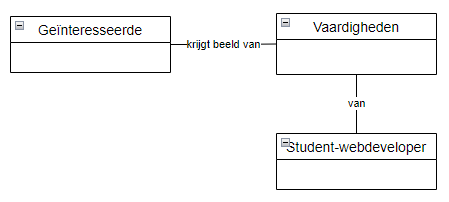 Geïnteresseerde
krijgt beeld van
Vaardigheden
van
Student-webdeveloper